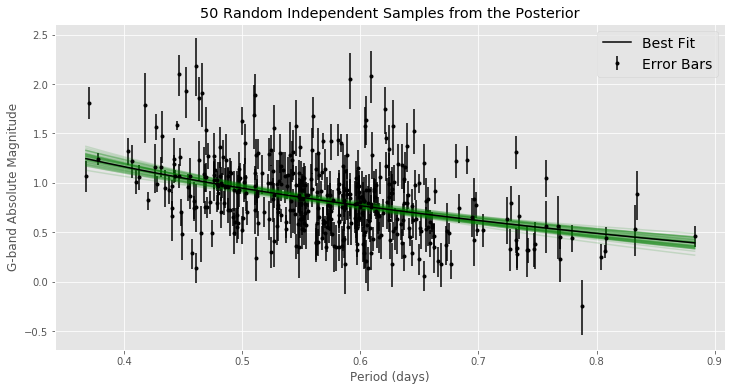 50 Random Independent Samples from the Posterior
2.5
2.0
1.5
1.0
0.5
0.0
−0.5
G-band Absolute Magnitude
Best Fit
Error Bars
0.4
0.5
0.6
0.7
0.8
0.9
Period (days)